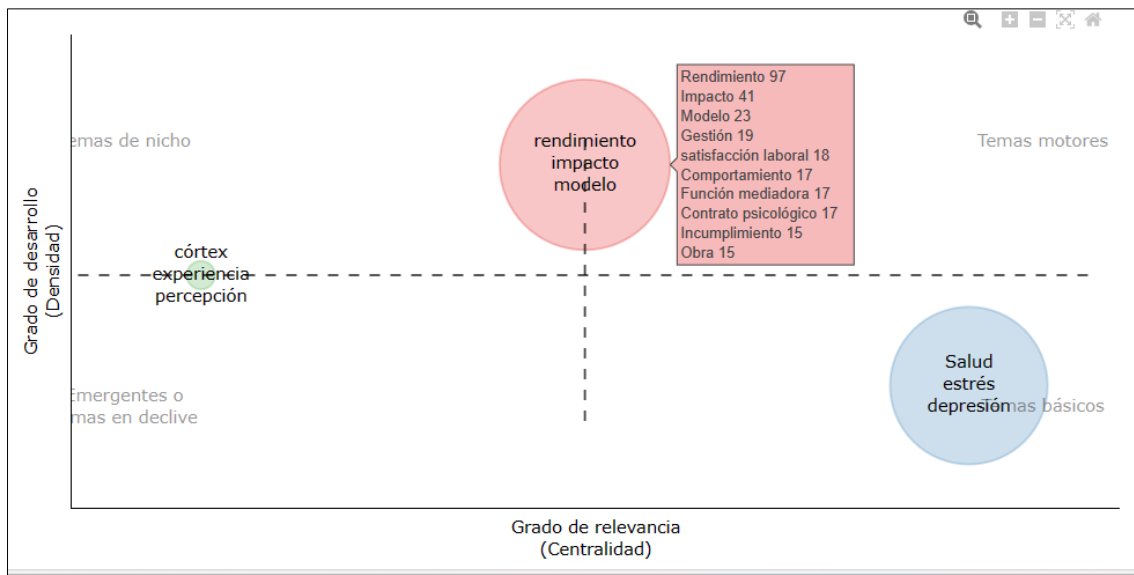 emas de nicho
Temas motores
rendimiento
impacto
modelo
Rendimiento 97
Impacto 41
Modelo 23
Gestión 19
satisfacción laboral 18
Comportamiento 17
Función mediadora 17
Contrato psicológico 17
Incumplimiento 15
Obra 15
Grado de desarrollo
(Densidad)
córtex
experiencia
percepción
Emergentes o
mas en declive
Salud
estrés
depresión
Temas básicos
Grado de relevancia
(Centralidad)